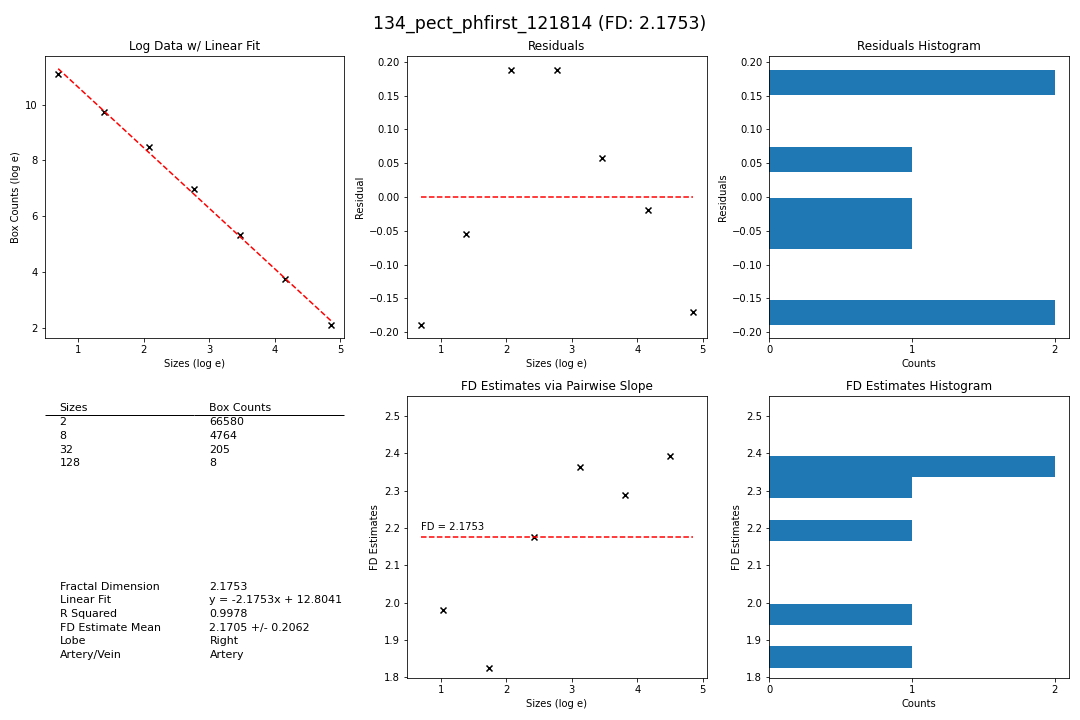 134_pect_phfirst_121814 (FD: 2.1753)
Log Data w/ Linear Fit
Box Counts (log e)
10
8
6
4
2
1 2 3 4 5
Sizes (log e)
Residuals
Residual
0.20
0.15
0.10
0.05
0.00
−0.05
−0.10
−0.15
−0.20
1 2 3 4 5
Sizes (log e)
Residuals Histogram
Residuals
0.20
0.15
0.10
0.05
0.00
−0.05
−0.10
−0.15
−0.20
0 1 2
Counts
Sizes Box Counts
2 66580
8 4764
32 205
128 8
Fractal Dimension 2.1753
Linear Fit y = -2.1753x + 12.8041
R Squared 0.9978
FD Estimate Mean 2.1705 +/- 0.2062
Lobe Right
Artery/Vein Artery
FD Estimates via Pairwise Slope
FD Estimates
2.5
2.4
2.3
2.2
2.1
2.0
1.9
1.8
FD = 2.1753
1 2 3 4 5
Sizes (log e)
FD Estimates Histogram
FD Estimates
2.5
2.4
2.3
2.2
2.1
2.0
1.9
1.8
0 1 2
Counts